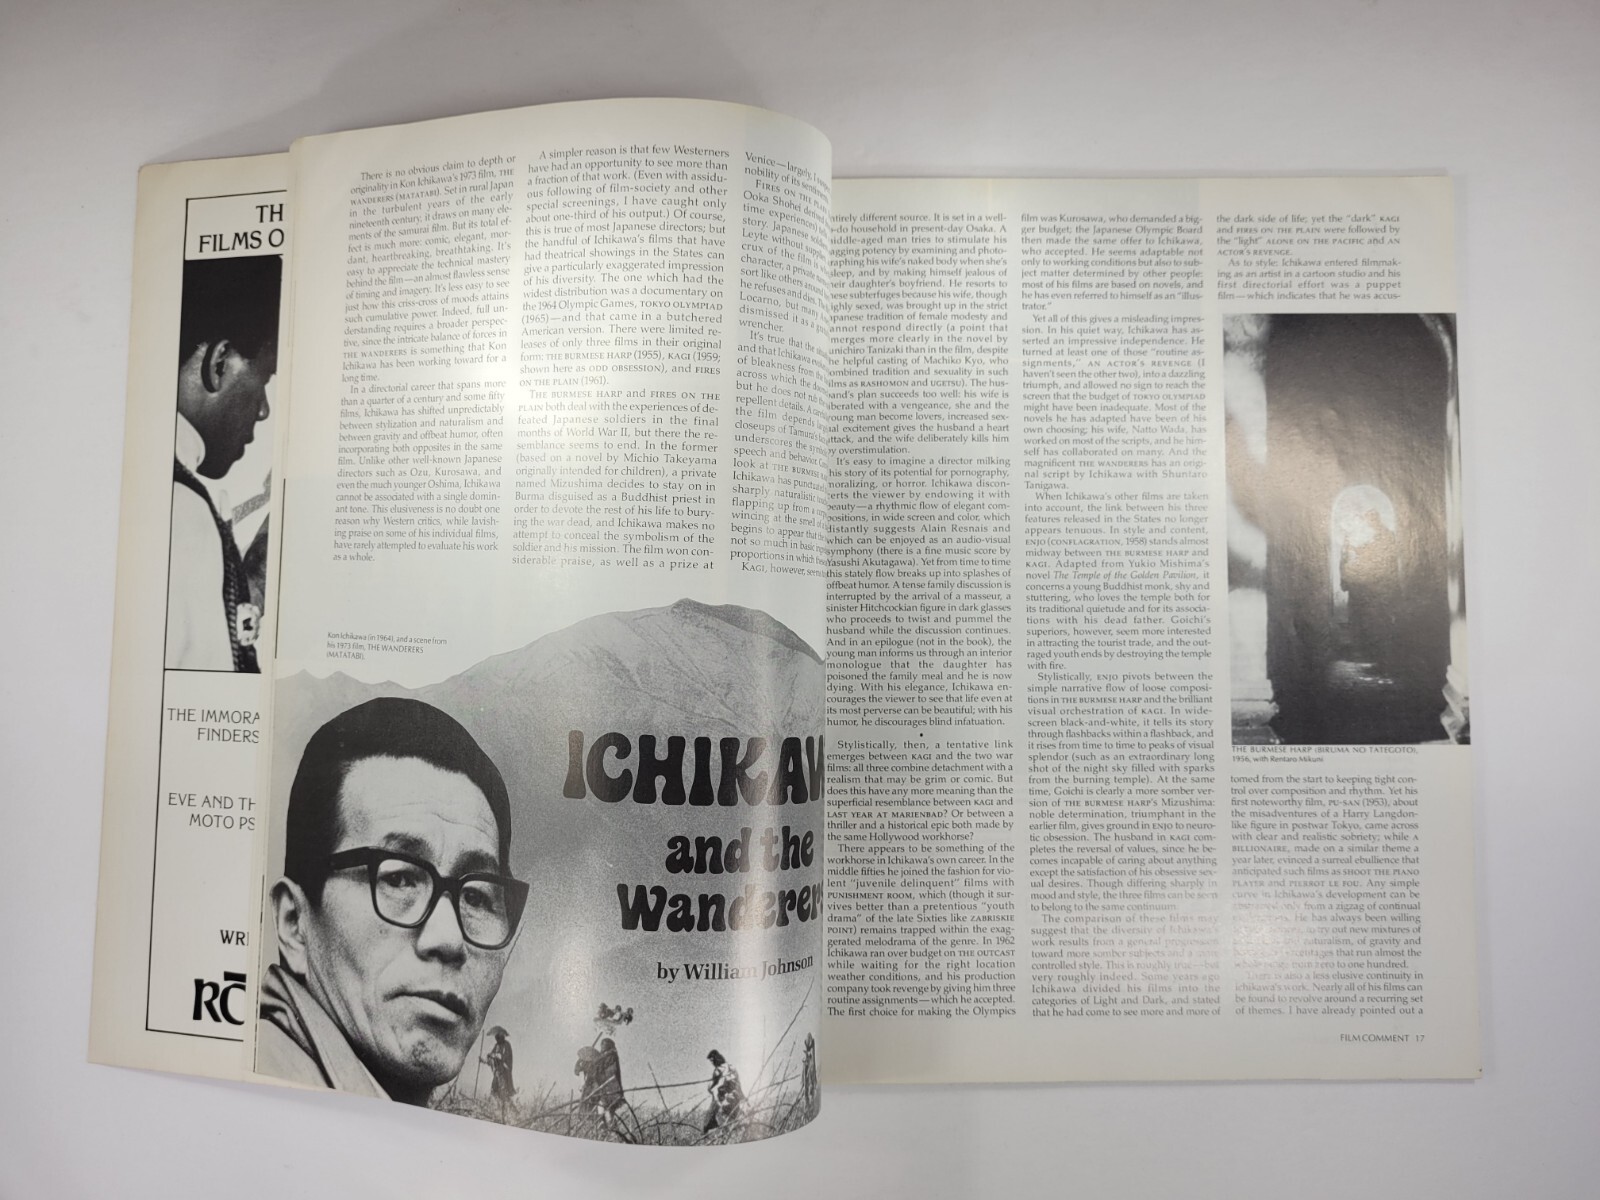 TH
FILMS O
THE IMMORA
FINDERS
EVE AND TH
MOTO PS
WRI
There is no obvious claim to depth or
originality in Kon Ichikawa's 1973 film, THE
WANDERERS (MATATABI). Set in rural Japan
in the turbulent years of the early
nineteenth century, it draws on many ele-
ments of the samurai film. But its total ef-
fect is much more: comic, elegant, mor-
dant, heartbreaking, breathtaking. It's
easy to appreciate the technical mastery
behind the film—an almost flawless sense
of timing and imagery. It's less easy to see
just how this criss-cross of moods attains
such cumulative power. Indeed, full un-
derstanding requires a broader perspec-
tive, since the intricate balance of forces in
THE WANDERERS is something that Kon
Ichikawa has been working toward for a
long time.
In a directorial career that spans more
than a quarter of a century and some fifty
films, Ichikawa has shifted unpredictably
between stylization and naturalism and
between gravity and offbeat humor, often
incorporating both opposites in the same
film. Unlike other well-known Japanese
directors such as Ozu, Kurosawa, and
even the much younger Oshima, Ichikawa
cannot be associated with a single domin-
ant tone. This elusiveness is no doubt one
reason why Western critics, while lavish-
ing praise on some of his individual films,
have rarely attempted to evaluate his work
as a whole.
A simpler reason is that few Westerners
have had an opportunity to see more than
a fraction of that work. (Even with assidu-
ous following of film-society and other
special screenings, I have caught only
about one-third of his output.) Of course,
this is true of most Japanese directors; but
the handful of Ichikawa's films that have
had theatrical showings in the States can
give a particularly exaggerated impression
of his diversity. The one which had the
widest distribution was a documentary on
the 1964 Olympic Games, TOKYO OLYMPIAD
(1965)—and that came in a butchered
American version. There were limited re-
leases of only three films in their original
form: THE BURMESE HARP (1955), KAGI (1959;
shown here as ODD OBSESSION), and FIRES
ON THE PLAIN (1961).
THE BURMESE HARP and FIRES ON THE
PLAIN both deal with the experiences of de-
feated Japanese soldiers in the final
months of World War II, but there the re-
semblance seems to end. In the former
(based on a novel by Michio Takeyama
originally intended for children), a private
named Mizushima decides to stay on in
Burma disguised as a Buddhist priest in
order to devote the rest of his life to bury-
ing the war dead, and Ichikawa makes no
attempt to conceal the symbolism of the
soldier and his mission. The film won con-
siderable praise, as well as a prize at
Venice—largely,
nobility of its
FIRES ON THE
Ooka Shohei
time experiences)
story. Japanese
Leyte without
crux of the film is
character, a private
sort like others
he refuses and dies.
Locarno, but many
dismissed it as a
wrencher.
It's true that the
and that Ichikawa
of bleakness from
across which the
but he does not
repellent details. A
the film depends
closeups of Tamura's
underscores the
speech and behavior.
look at THE BURMESE
Ichikawa has punctuated
sharply naturalistic
flapping up from a
wincing at the smell of
begins to appear that
not so much in basic
proportions in which
KAGI, however,
Kon Ichikawa (in 1964), and a scene from
his 1973 film, THE WANDERERS
(MATATABI).
ICHIKAW
and the
Wanderers
by William Johnson
entirely different source. It is set in a well-
do household in present-day Osaka. A
middle-aged man tries to stimulate his
flagging potency by examining and photo-
graphing his wife's naked body when she's
asleep, and by making himself jealous of
their daughter's boyfriend. He resorts to
these subterfuges because his wife, though
highly sexed, was brought up in the strict
Japanese tradition of female modesty and
cannot respond directly (a point that
emerges more clearly in the novel by
unichiro Tanizaki than in the film, despite
the helpful casting of Machiko Kyo, who
combined tradition and sexuality in such
films as RASHOMON and UGETSU). The hus-
band's plan succeeds too well: his wife is
liberated with a vengeance, she and the
young man become lovers, increased sex-
ual excitement gives the husband a heart
attack, and the wife deliberately kills him
by overstimulation.
It's easy to imagine a director milking
this story of its potential for pornography,
moralizing, or horror. Ichikawa discon-
certs the viewer by endowing it with
beauty—a rhythmic flow of elegant com-
positions, in wide screen and color, which
distantly suggests Alain Resnais and
which can be enjoyed as an audio-visual
symphony (there is a fine music score by
Yasushi Akutagawa). Yet from time to time
this stately flow breaks up into splashes of
offbeat humor. A tense family discussion is
interrupted by the arrival of a masseur, a
sinister Hitchcockian figure in dark glasses
who proceeds to twist and pummel the
husband while the discussion continues.
And in an epilogue (not in the book), the
young man informs us through an interior
monologue that the daughter has
poisoned the family meal and he is now
dying. With his elegance, Ichikawa en-
courages the viewer to see that life even at
its most perverse can be beautiful; with his
humor, he discourages blind infatuation.
•
Stylistically, then, a tentative link
emerges between KAGI and the two war
films: all three combine detachment with a
realism that may be grim or comic. But
does this have any more meaning than the
superficial resemblance between KAGI and
LAST YEAR AT MARIENBAD? Or between a
thriller and a historical epic both made by
the same Hollywood workhorse?
There appears to be something of the
workhorse in Ichikawa's own career. In the
middle fifties he joined the fashion for vio-
lent "juvenile delinquent" films with
PUNISHMENT ROOM, which (though it sur-
vives better than a pretentious "youth
drama" of the late Sixties like ZABRISKIE
POINT) remains trapped within the exag-
gerated melodrama of the genre. In 1962
Ichikawa ran over budget on THE OUTCAST
while waiting for the right location
weather conditions, and his production
company took revenge by giving him three
routine assignments—which he accepted.
The first choice for making the Olympics
film was Kurosawa, who demanded a big-
ger budget; the Japanese Olympic Board
then made the same offer to Ichikawa,
who accepted. He seems adaptable not
only to working conditions but also to sub-
ject matter determined by other people:
most of his films are based on novels, and
he has even referred to himself as an "illus-
trator."
Yet all of this gives a misleading impres-
sion. In his quiet way, Ichikawa has as-
serted an impressive independence. He
turned at least one of those "routine as-
signments," AN ACTOR'S REVENGE (I
haven't seen the other two), into a dazzling
triumph, and allowed no sign to reach the
screen that the budget of TOKYO OLYMPIAD
might have been inadequate. Most of the
novels he has adapted have been of his
own choosing; his wife, Natto Wada, has
worked on most of the scripts, and he him-
self has collaborated on many. And the
magnificent THE WANDERERS has an origi-
nal script by Ichikawa with Shuntaro
Tanigawa.
When Ichikawa's other films are taken
into account, the link between his three
features released in the States no longer
appears tenuous. In style and content,
ENJO (CONFLAGRATION, 1958) stands almost
midway between THE BURMESE HARP and
KAGI. Adapted from Yukio Mishima's
novel The Temple of the Golden Pavilion, it
concerns a young Buddhist monk, shy and
stuttering, who loves the temple both for
its traditional quietude and for its associa-
tions with his dead father. Goichi's
superiors, however, seem more interested
in attracting the tourist trade, and the out-
raged youth ends by destroying the temple
with fire.
Stylistically, ENJO pivots between the
simple narrative flow of loose composi-
tions in THE BURMESE HARP and the brilliant
visual orchestration of KAGI. In wide-
screen black-and-white, it tells its story
through flashbacks within a flashback, and
it rises from time to time to peaks of visual
splendor (such as an extraordinary long
shot of the night sky filled with sparks
from the burning temple). At the same
time, Goichi is clearly a more somber ver-
sion of THE BURMESE HARP's Mizushima:
noble determination, triumphant in the
earlier film, gives ground in ENJO to neuro-
tic obsession. The husband in KAGI com-
pletes the reversal of values, since he be-
comes incapable of caring about anything
except the satisfaction of his obsessive sex-
ual desires. Though differing sharply in
mood and style, the three films can be seen
to belong to the same continuum.
The comparison of these films may
suggest that the diversity of Ichikawa's
work results from a general progression
toward more somber subjects and a more
controlled style. This is roughly true—but
very roughly indeed. Some years ago
Ichikawa divided his films into the
categories of Light and Dark, and stated
that he had come to see more and more of
the dark side of life; yet the "dark" KAGI
and FIRES ON THE PLAIN were followed by
the "light" ALONE ON THE PACIFIC and AN
ACTOR'S REVENGE.
As to style: Ichikawa entered filmmak-
ing as an artist in a cartoon studio and his
first directorial effort was a puppet
film—which indicates that he was accus-
THE BURMESE HARP (BIRUMA NO TATEGOTO),
1956, with Rentaro Mikuni
tomed from the start to keeping tight con-
trol over composition and rhythm. Yet his
first noteworthy film, PU-SAN (1953), about
the misadventures of a Harry Langdon-
like figure in postwar Tokyo, came across
with clear and realistic sobriety; while A
BILLIONAIRE, made on a similar theme a
year later, evinced a surreal ebullience that
anticipated such films as SHOOT THE PIANO
PLAYER and PIERROT LE FOU. Any simple
curve in Ichikawa's development can be
only from a zigzag of continual
He has always been willing
to try out new mixtures of
naturalism, of gravity and
percentages that run almost the
from zero to one hundred.
There is also a less elusive continuity in
Ichikawa's work. Nearly all of his films can
be found to revolve around a recurring set
of themes. I have already pointed out a
FILM COMMENT 17